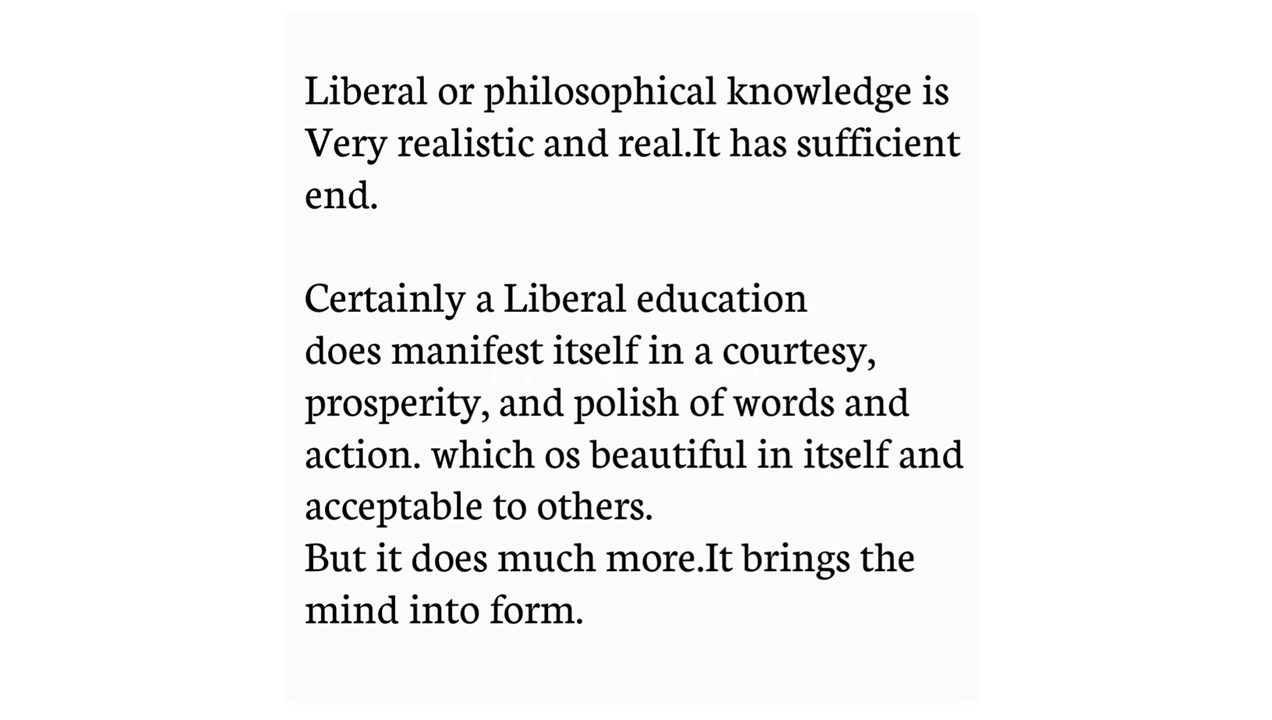 Liberal or philosophical knowledge is
Very realistic and real.It has sufficient
end.
Certainly a Liberal education
does manifest itself in a courtesy,
prosperity, and polish of words and
action. which os beautiful in itself and
acceptable to others.
But it does much more.It brings the
mind into form.